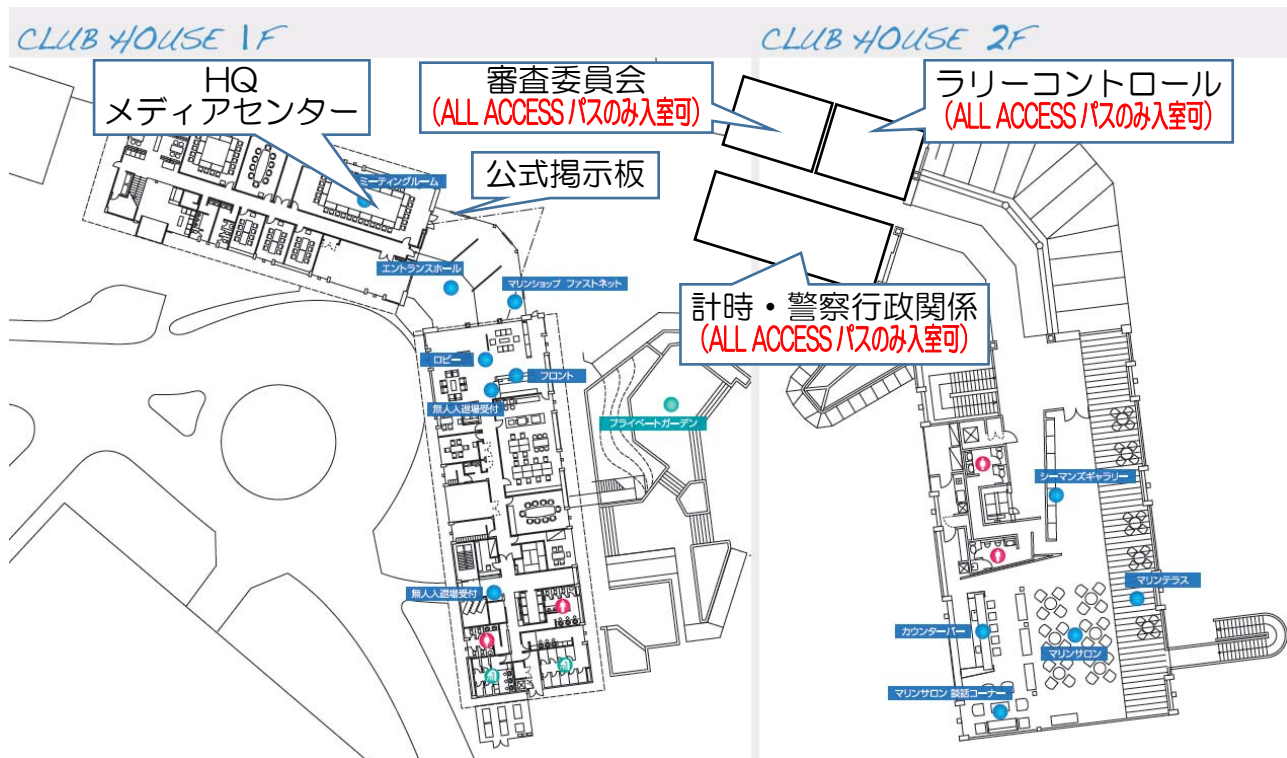 CLUB HOUSE 1F
HQ
メディアセンター
公式掲示板
ミーティングルーム
エントランスホール
マリンショップ ファストネット
ロビー
フロント
無人入退場受付
プライベートガーデン
無人入退場受付
CLUB HOUSE 2F
審査委員会
(ALL ACCESS パスのみ入室可)
ラリーコントロール
(ALL ACCESS パスのみ入室可)
計時・警察行政関係
(ALL ACCESS パスのみ入室可)
シーマンズギャラリー
マリンテラス
カウンターバー
マリンサロン
マリンサロン 談話コーナー